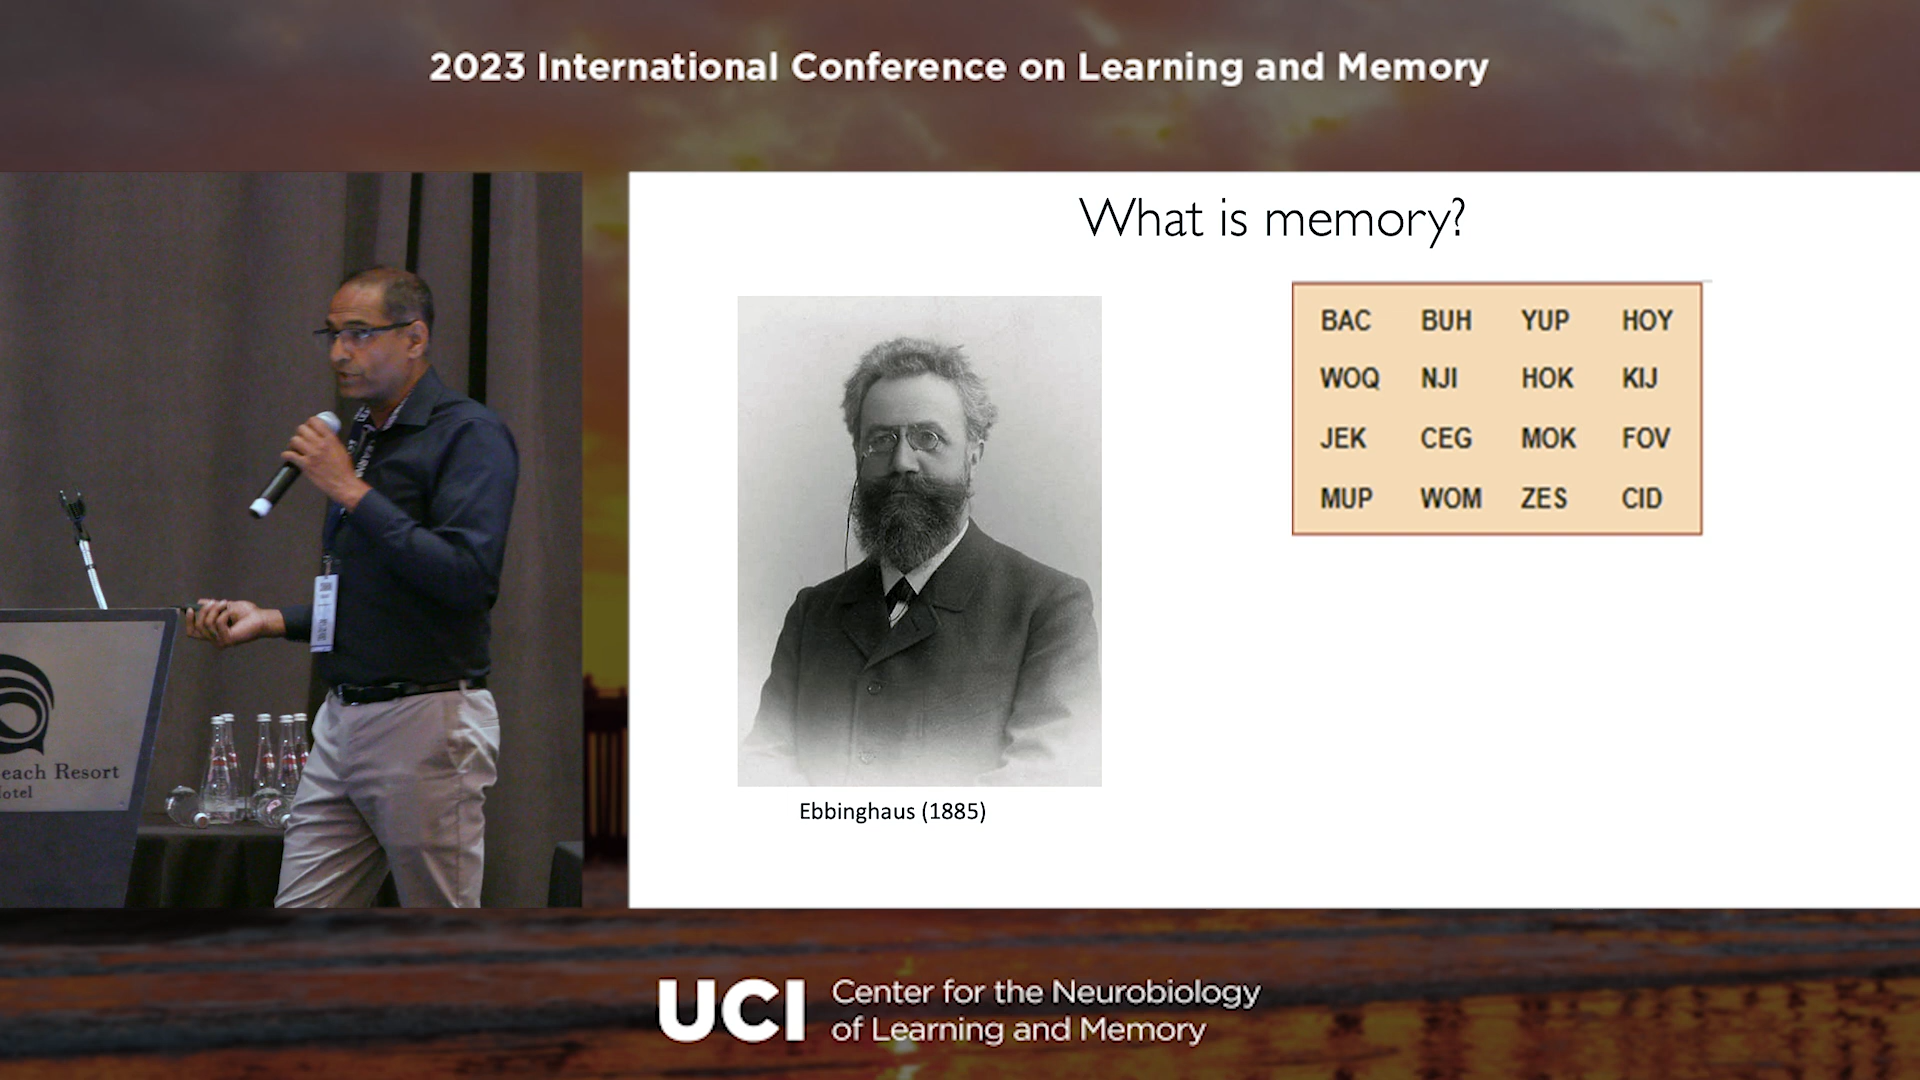 2023 International Conference on Learning and Memory
What is memory?
BAC BUH YUP HOY
WOQ NJI HOK KIJ
JEK CEG MOK FOV
MUP WOM ZES CID
Ebbinghaus (1885)
each Resort
otel
UCI Center for the Neurobiology
of Learning and Memory